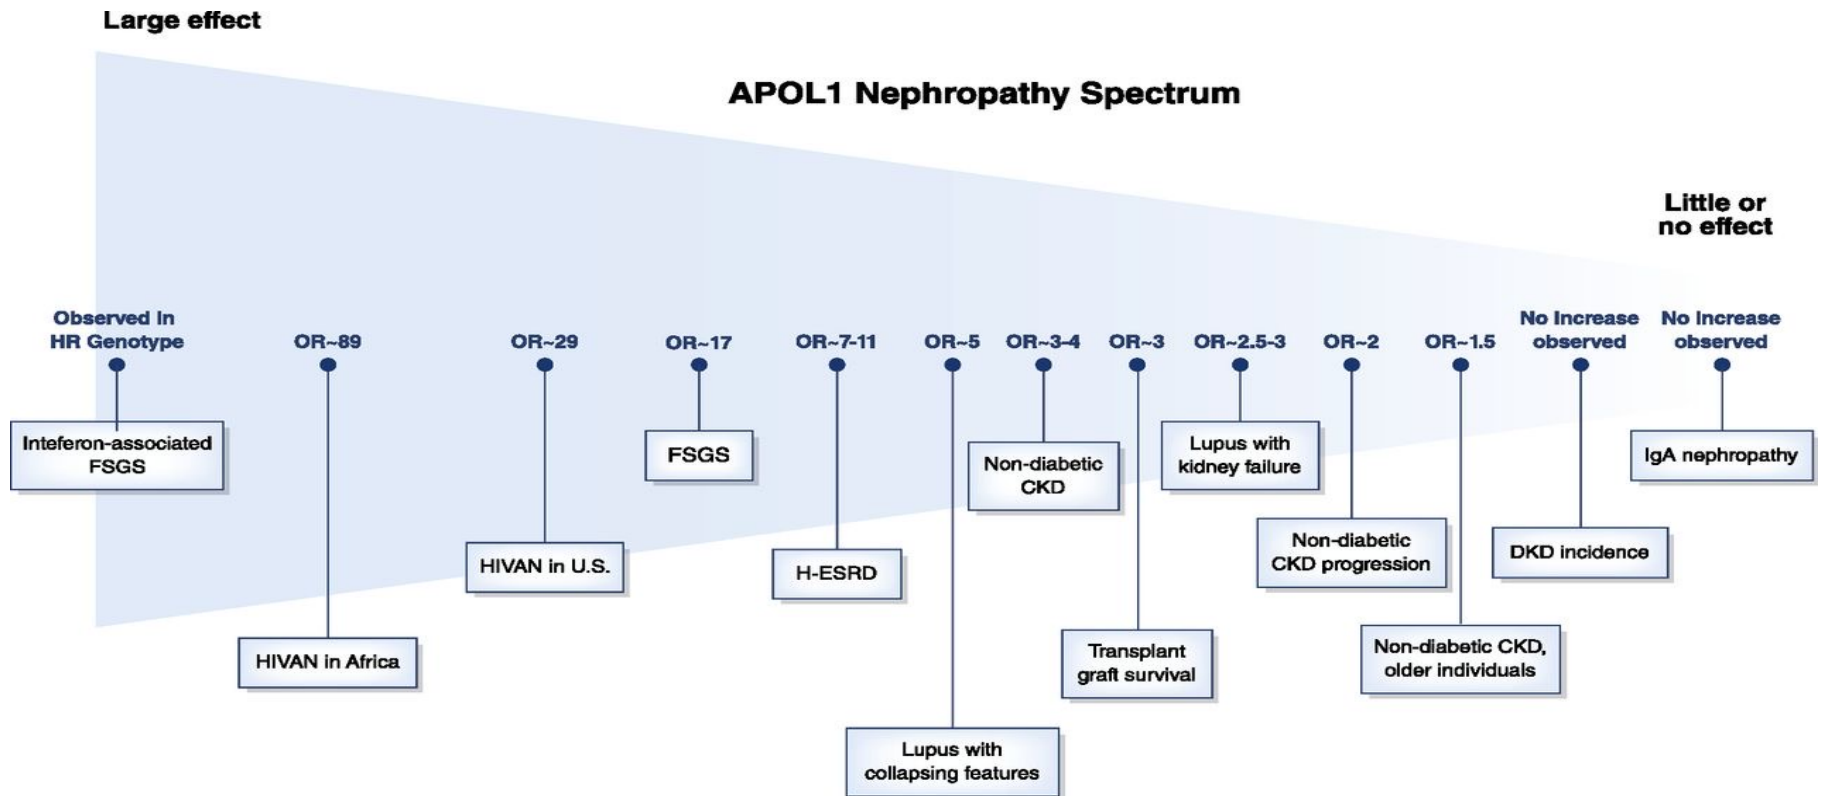 Large effect
APOL1 Nephropathy Spectrum
Little or
no effect
Observed in
HR Genotype
OR~89
OR~29
OR~17
OR~7-11
OR~5
OR~3-4
OR~3
OR~2.5-3
OR~2
OR~1.5
No increase
observed
No increase
observed
Inteferon-associated
FSGS
HIVAN in Africa
HIVAN in U.S.
FSGS
H-ESRD
Lupus with
collapsing features
Non-diabetic
CKD
Transplant
graft survival
Lupus with
kidney failure
Non-diabetic
CKD progression
Non-diabetic CKD,
older individuals
DKD incidence
IgA nephropathy